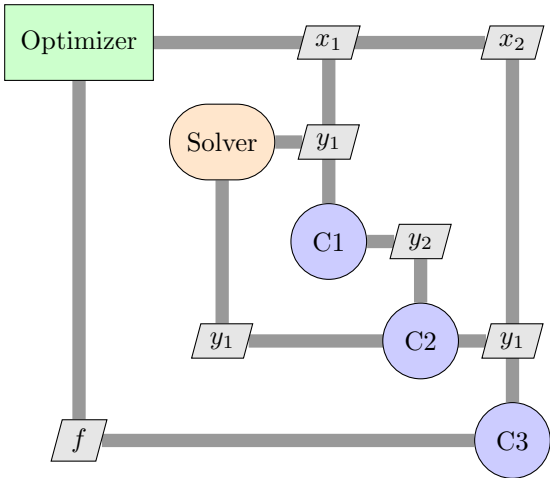 Optimizer
x₁
x₂
Solver
y₁
C1
y₂
y₁
C2
y₁
f
C3